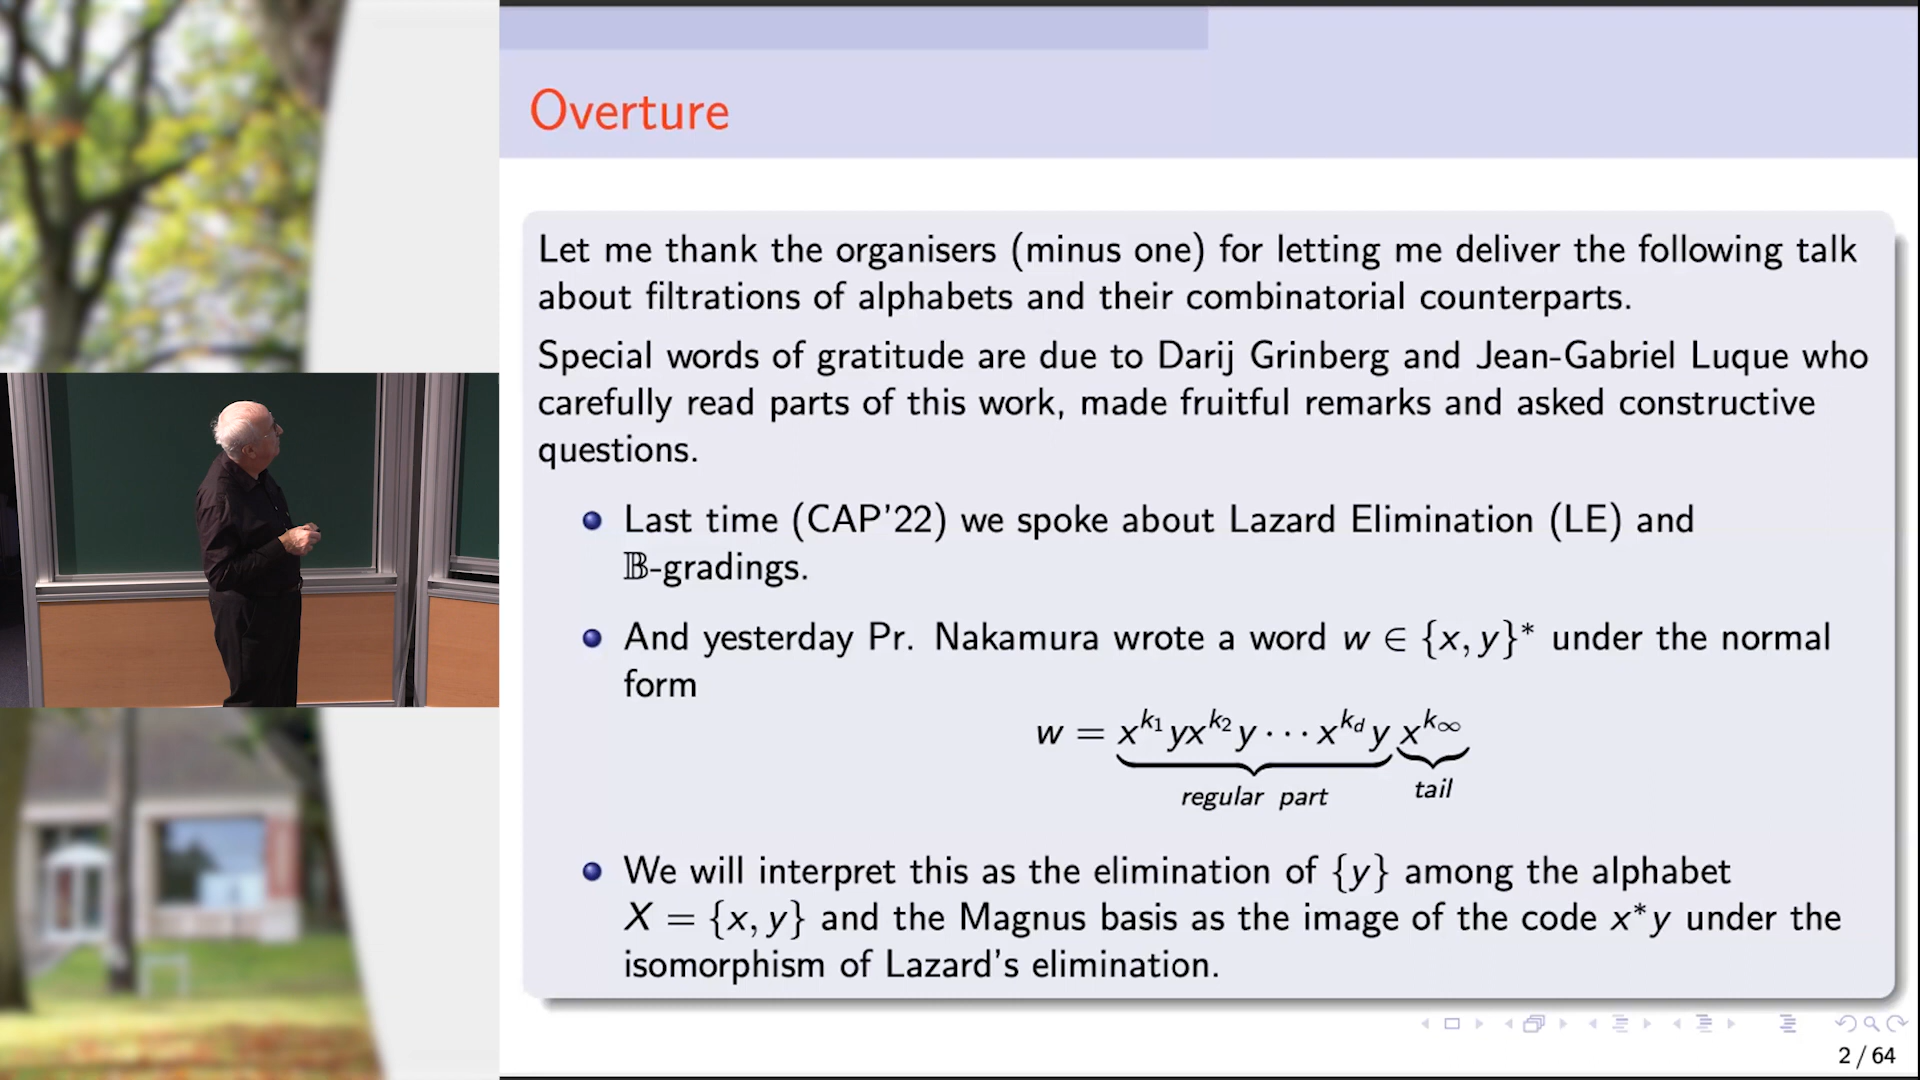 Overture
Let me thank the organisers (minus one) for letting me deliver the following talk
about filtrations of alphabets and their combinatorial counterparts.
Special words of gratitude are due to Darij Grinberg and Jean-Gabriel Luque who
carefully read parts of this work, made fruitful remarks and asked constructive
questions.
Last time (CAP'22) we spoke about Lazard Elimination (LE) and
𝔹-gradings.
And yesterday Pr. Nakamura wrote a word w ∈ {x, y}* under the normal
form
w = x^{k_1} y x^{k_2} y · · · x^{k_d} y x^{k_∞}
regular part tail
We will interpret this as the elimination of {y} among the alphabet
X = {x, y} and the Magnus basis as the image of the code x*y under the
isomorphism of Lazard's elimination.
2 / 64